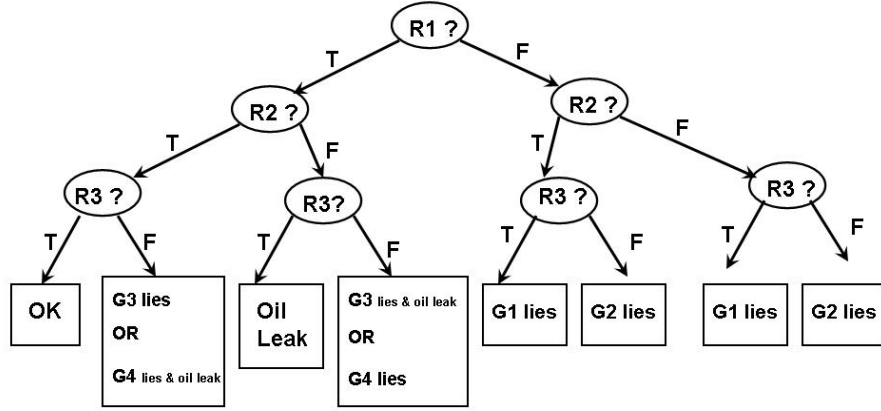 R1 ?
T
F
R2 ?
R2 ?
T
F
T
F
R3 ?
R3?
R3 ?
R3 ?
T
F
T
F
T
F
T
F
OK
G3 lies
OR
G4 lies & oil leak
Oil
Leak
G3 lies & oil leak
OR
G4 lies
G1 lies
G2 lies
G1 lies
G2 lies